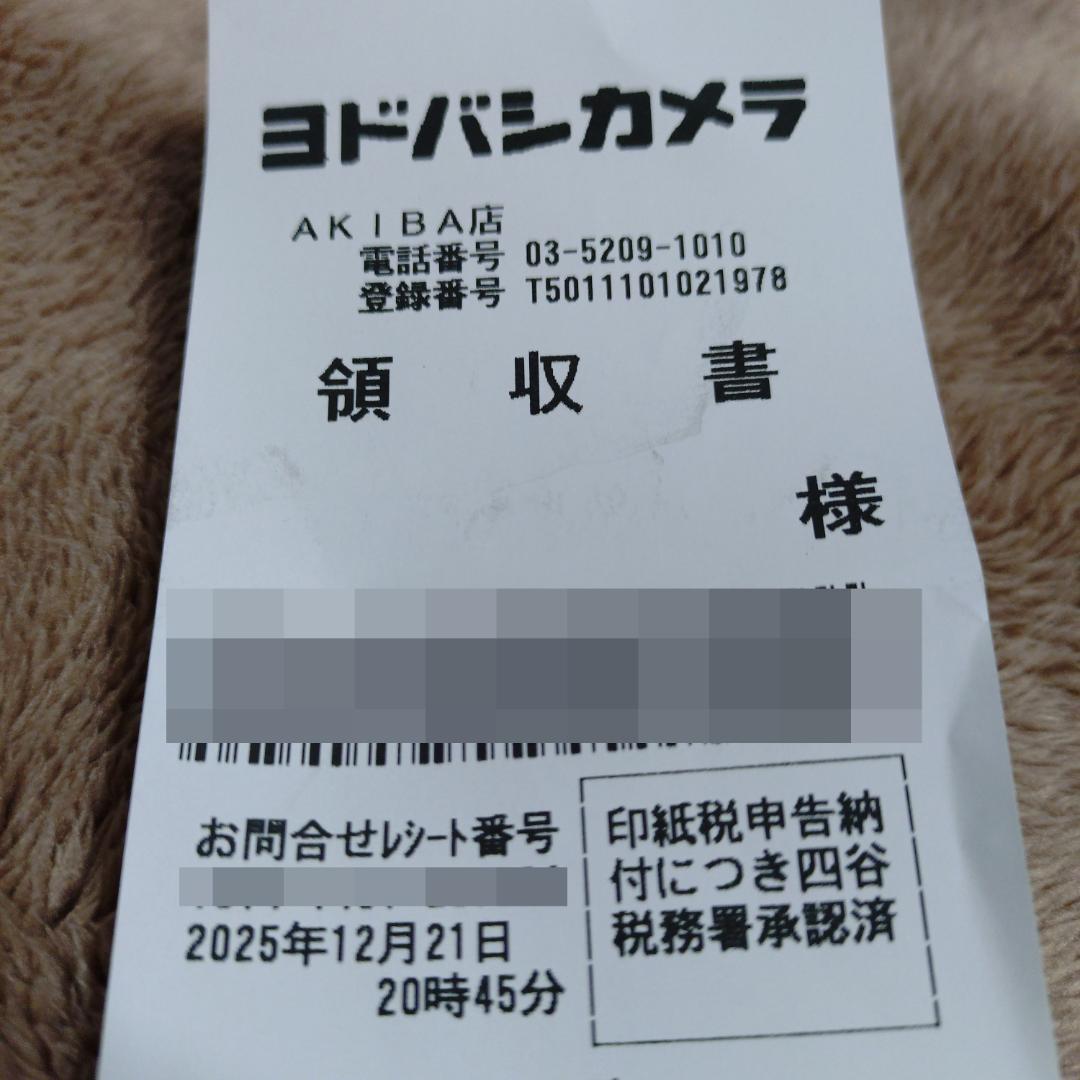 ヨドバシカメラ
AKIBA店
電話番号 03-5209-1010
登録番号 T5011101021978
領 収 書
様
お問合せレシート番号
2025年12月21日
20時45分
印紙税申告納
付につき四谷
税務署承認済